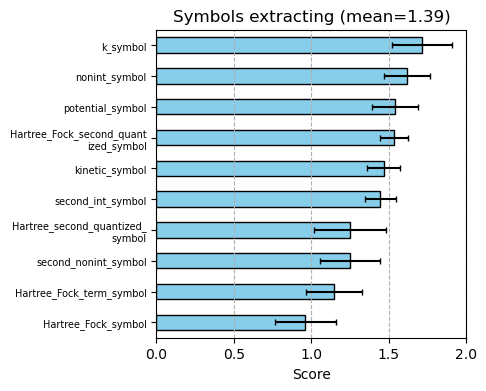 Symbols extracting (mean=1.39)
k_symbol
nonint_symbol
potential_symbol
Hartree_Fock_second_quant
ized_symbol
kinetic_symbol
second_int_symbol
Hartree_second_quantized_
symbol
second_nonint_symbol
Hartree_Fock_term_symbol
Hartree_Fock_symbol
0.0 0.5 1.0 1.5 2.0
Score